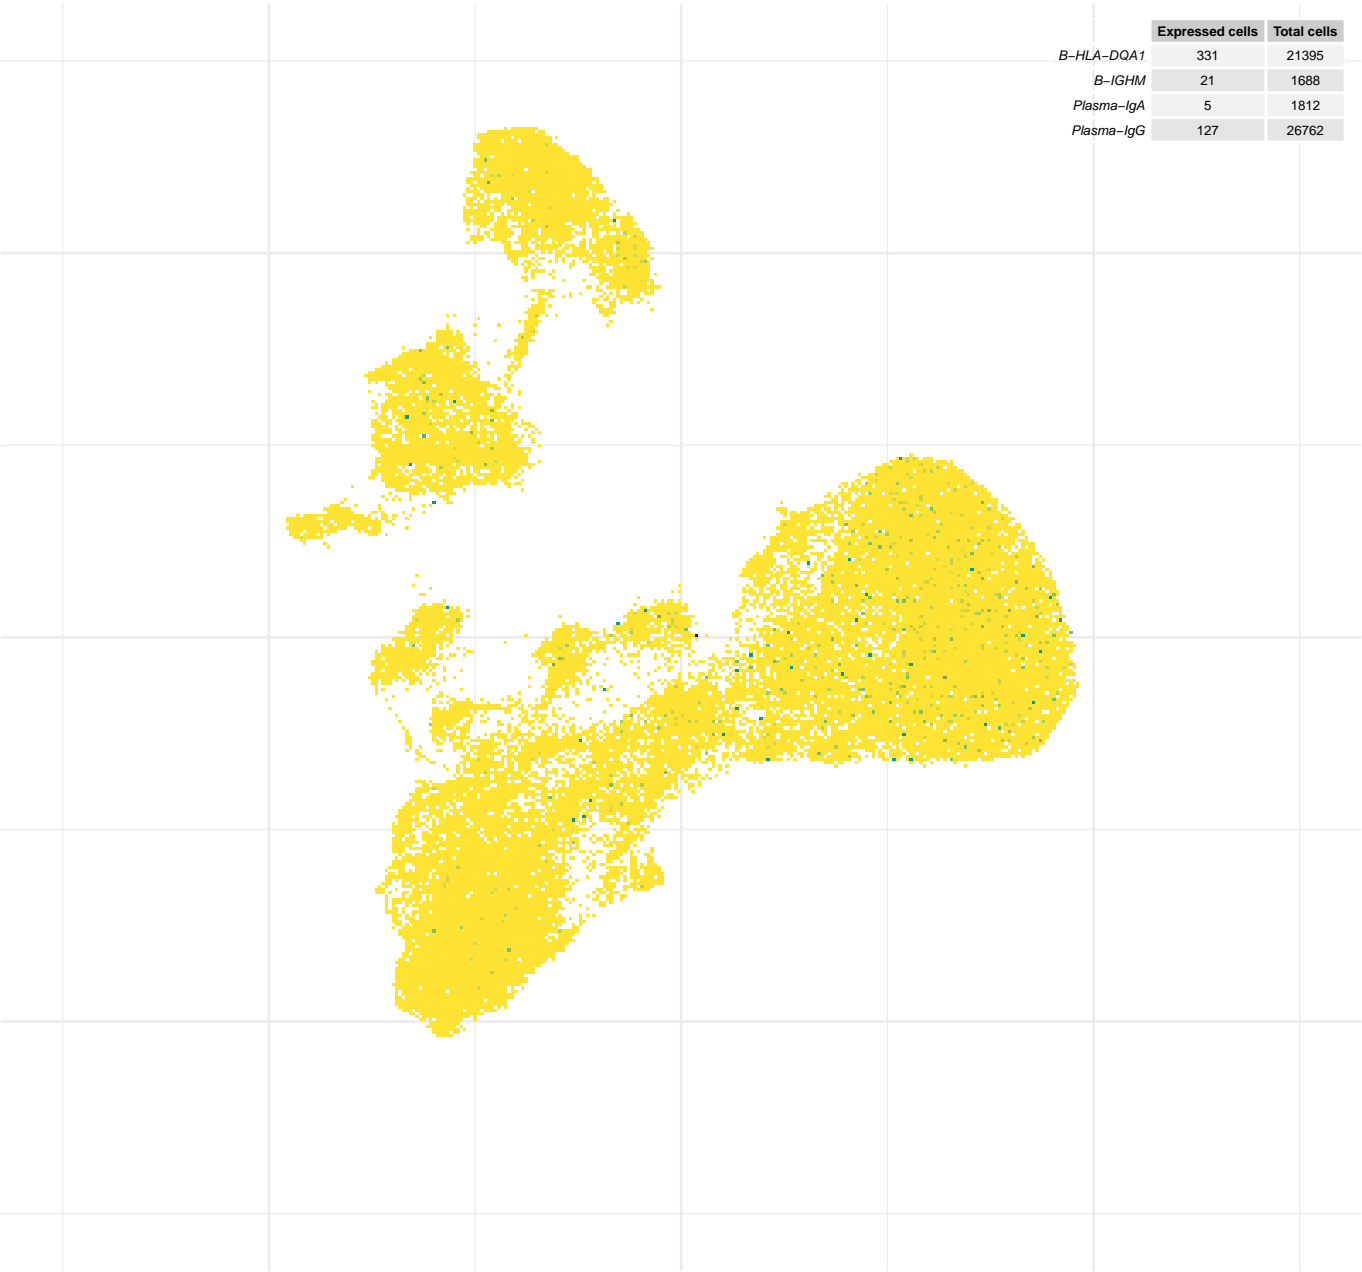 Expressed cells Total cells
B−HLA−DQA1 331 21395
B−IGHM 21 1688
Plasma−IgA 5 1812
Plasma−IgG 127 26762